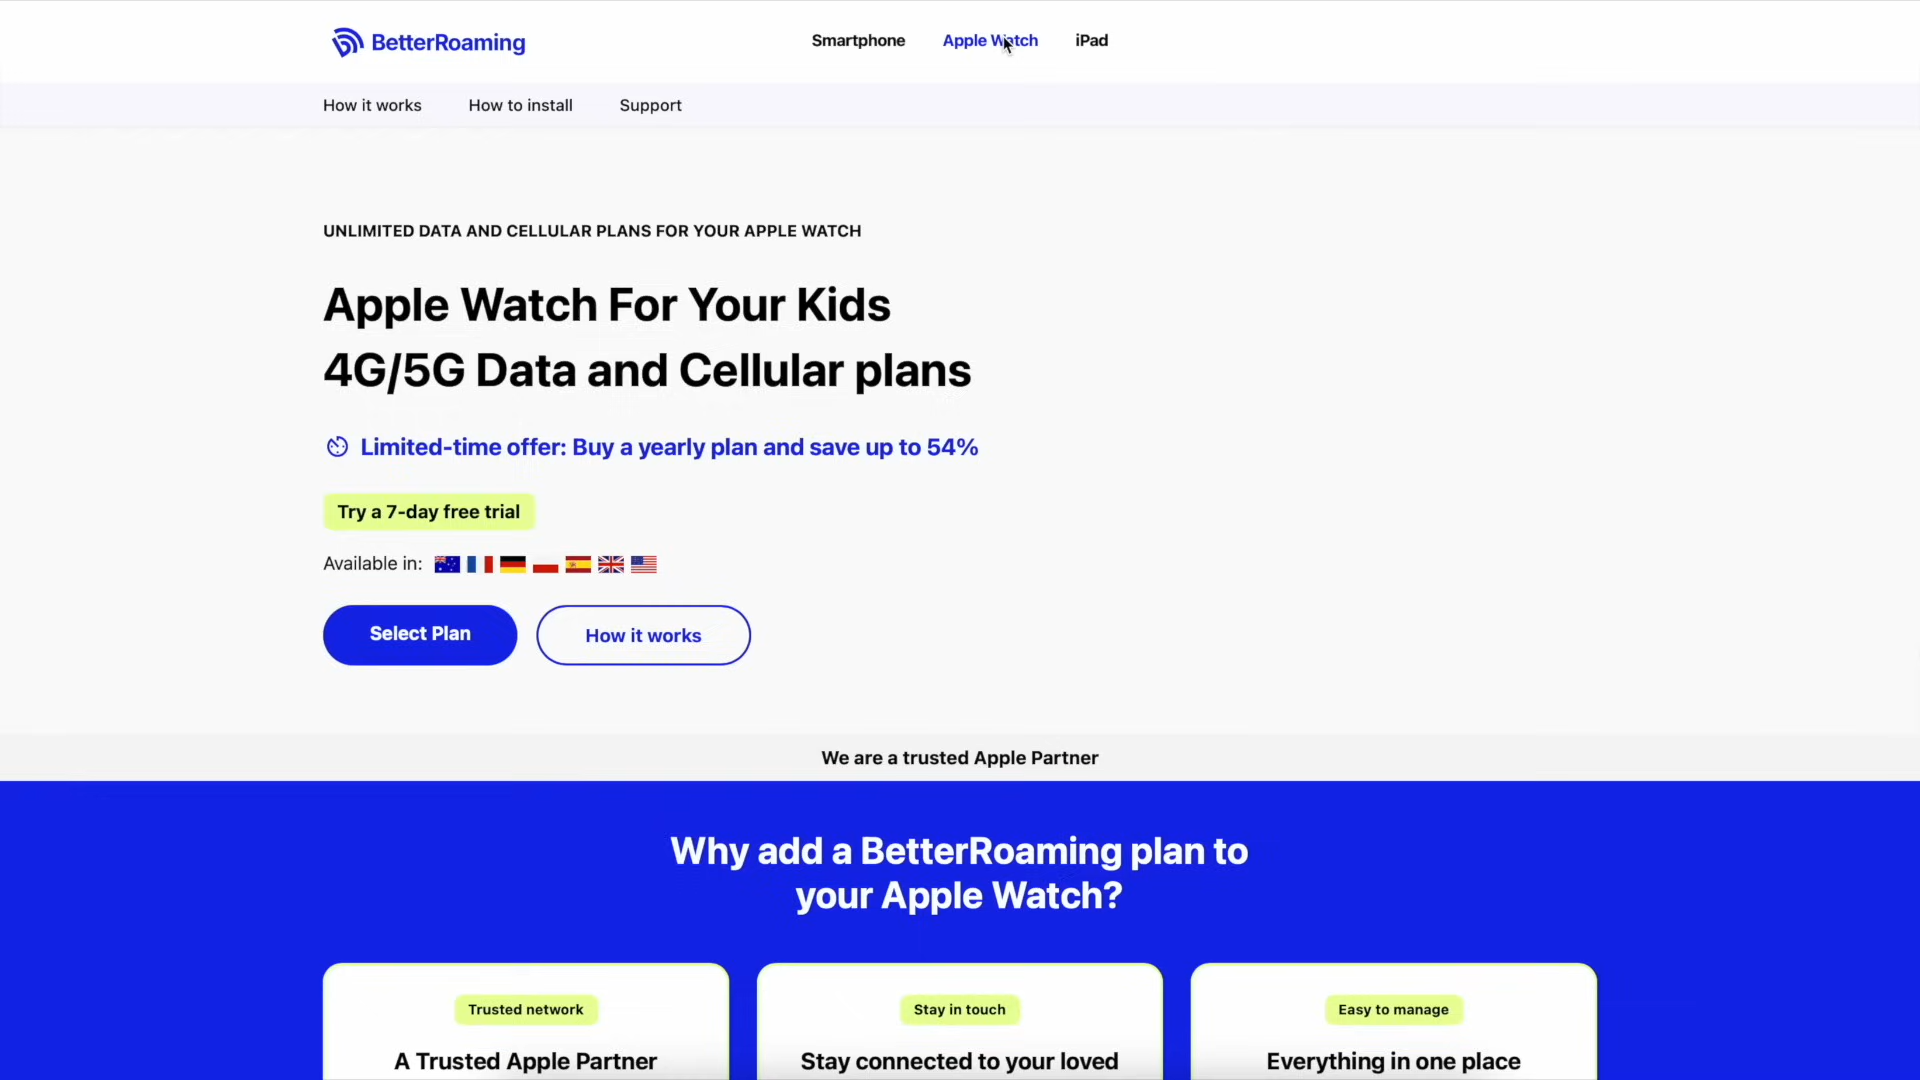 BetterRoaming
Smartphone Apple Watch iPad
How it works How to install Support
UNLIMITED DATA AND CELLULAR PLANS FOR YOUR APPLE WATCH
Apple Watch For Your Kids
4G/5G Data and Cellular plans
Limited-time offer: Buy a yearly plan and save up to 54%
Try a 7-day free trial
Available in:
Select Plan How it works
We are a trusted Apple Partner
Why add a BetterRoaming plan to
your Apple Watch?
Trusted network
A Trusted Apple Partner
Stay in touch
Stay connected to your loved
Easy to manage
Everything in one place